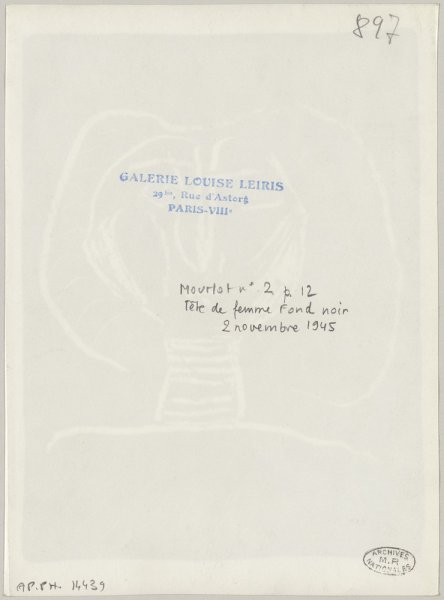 897
GALERIE LOUISE LEIRIS
29bis, Rue d'Astorg
PARIS-VIIIe
Mourlot n° 2 p. 12
Tête de femme Fond noir
2 novembre 1945
ARCHIVES
M.R
NATIONALES
AP.PH. 14439